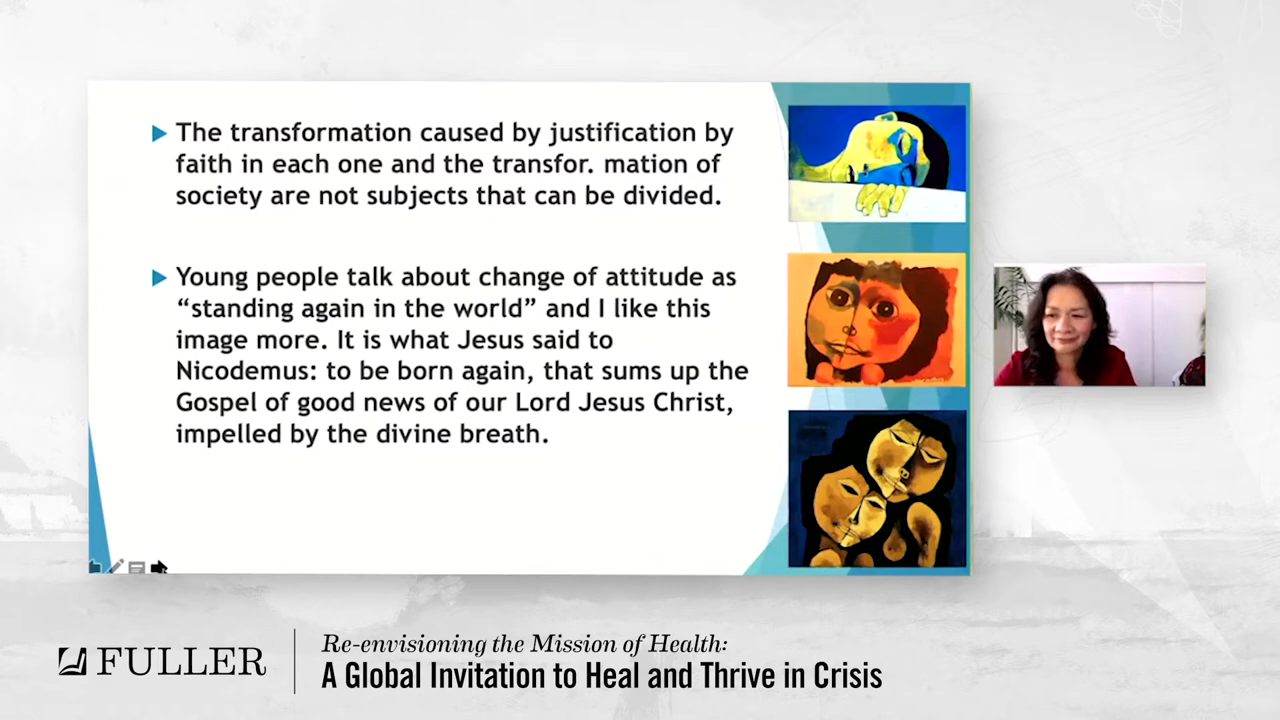 The transformation caused by justification by
faith in each one and the transfor. mation of
society are not subjects that can be divided.
Young people talk about change of attitude as
“standing again in the world” and I like this
image more. It is what Jesus said to
Nicodemus: to be born again, that sums up the
Gospel of good news of our Lord Jesus Christ,
impelled by the divine breath.
FULLER
Re-envisioning the Mission of Health:
A Global Invitation to Heal and Thrive in Crisis